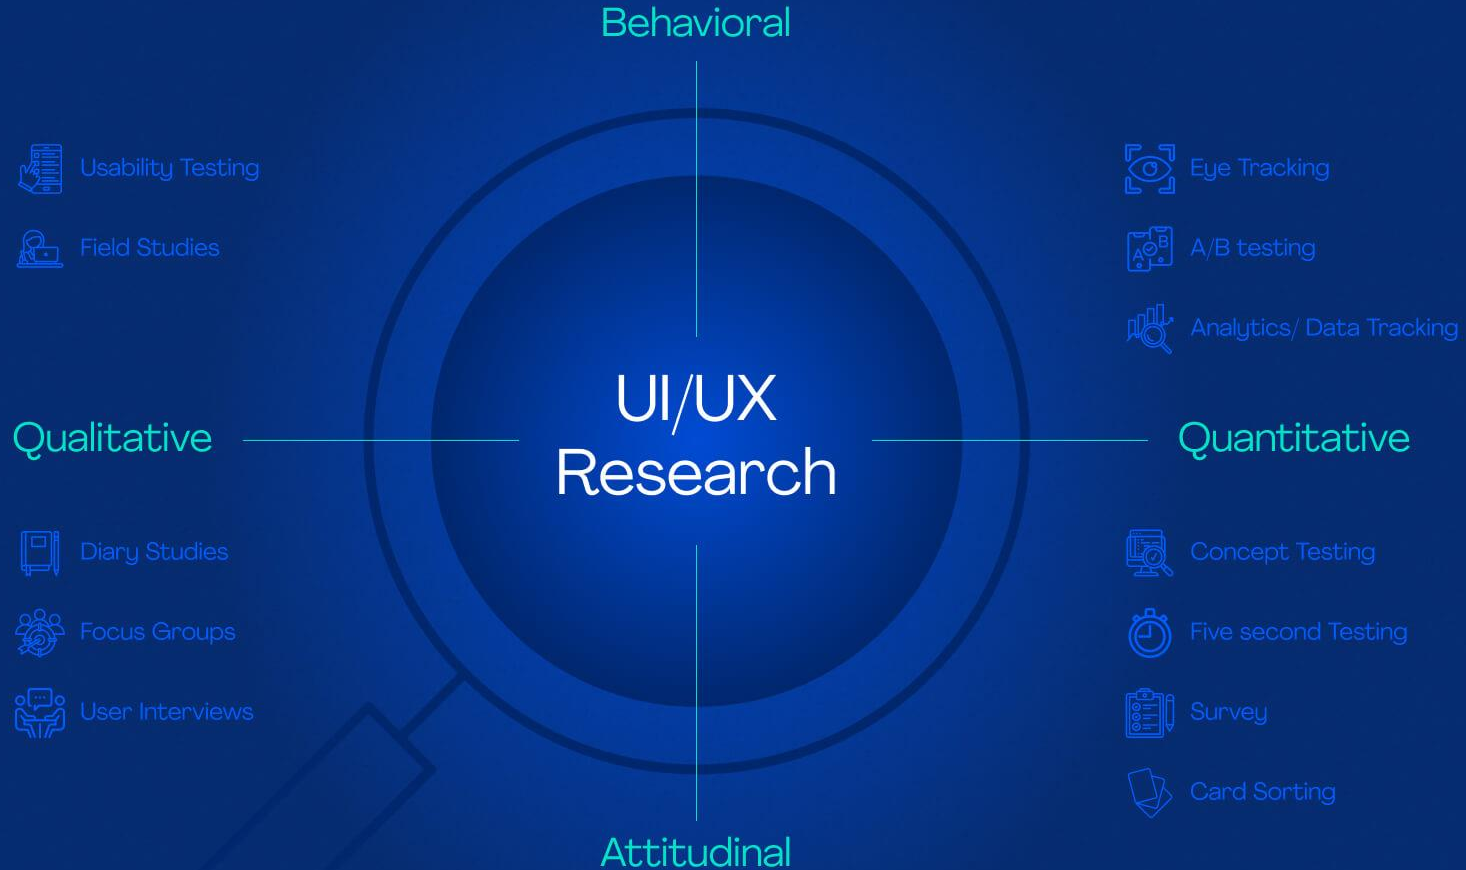 Behavioral
Usability Testing
Field Studies
Eye Tracking
A/B testing
Analytics/ Data Tracking
Qualitative
UI/UX
Research
Quantitative
Diary Studies
Focus Groups
User Interviews
Concept Testing
Five second Testing
Survey
Card Sorting
Attitudinal
A
B